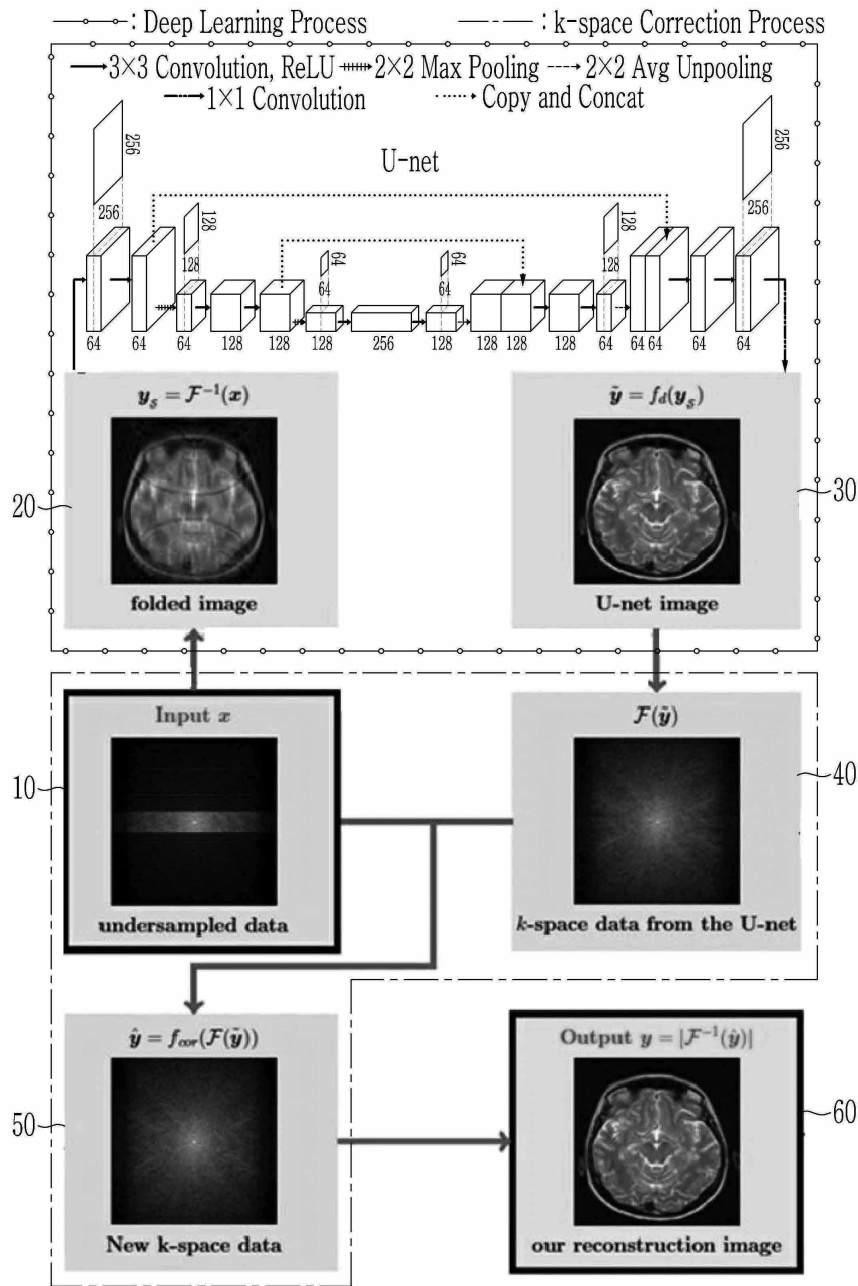 : Deep Learning Process
: k-space Correction Process
3×3 Convolution, ReLU
2×2 Max Pooling
2×2 Avg Unpooling
1×1 Convolution
Copy and Concat
U-net
256
256
128
128
64
64
64
64
128
128
256
256
64
64
64
128
128
128
256
128
128
128
128
64
64
64
64
64
𝒚𝓢 = ℱ⁻¹(𝒙)
folded image
20
ỹ = f_d(𝒚𝓢)
U-net image
30
Input x
undersampled data
10
ℱ(ỹ)
k-space data from the U-net
40
ŷ = f_cor(ℱ(ỹ))
New k-space data
50
Output y = |ℱ⁻¹(ŷ)|
our reconstruction image
60